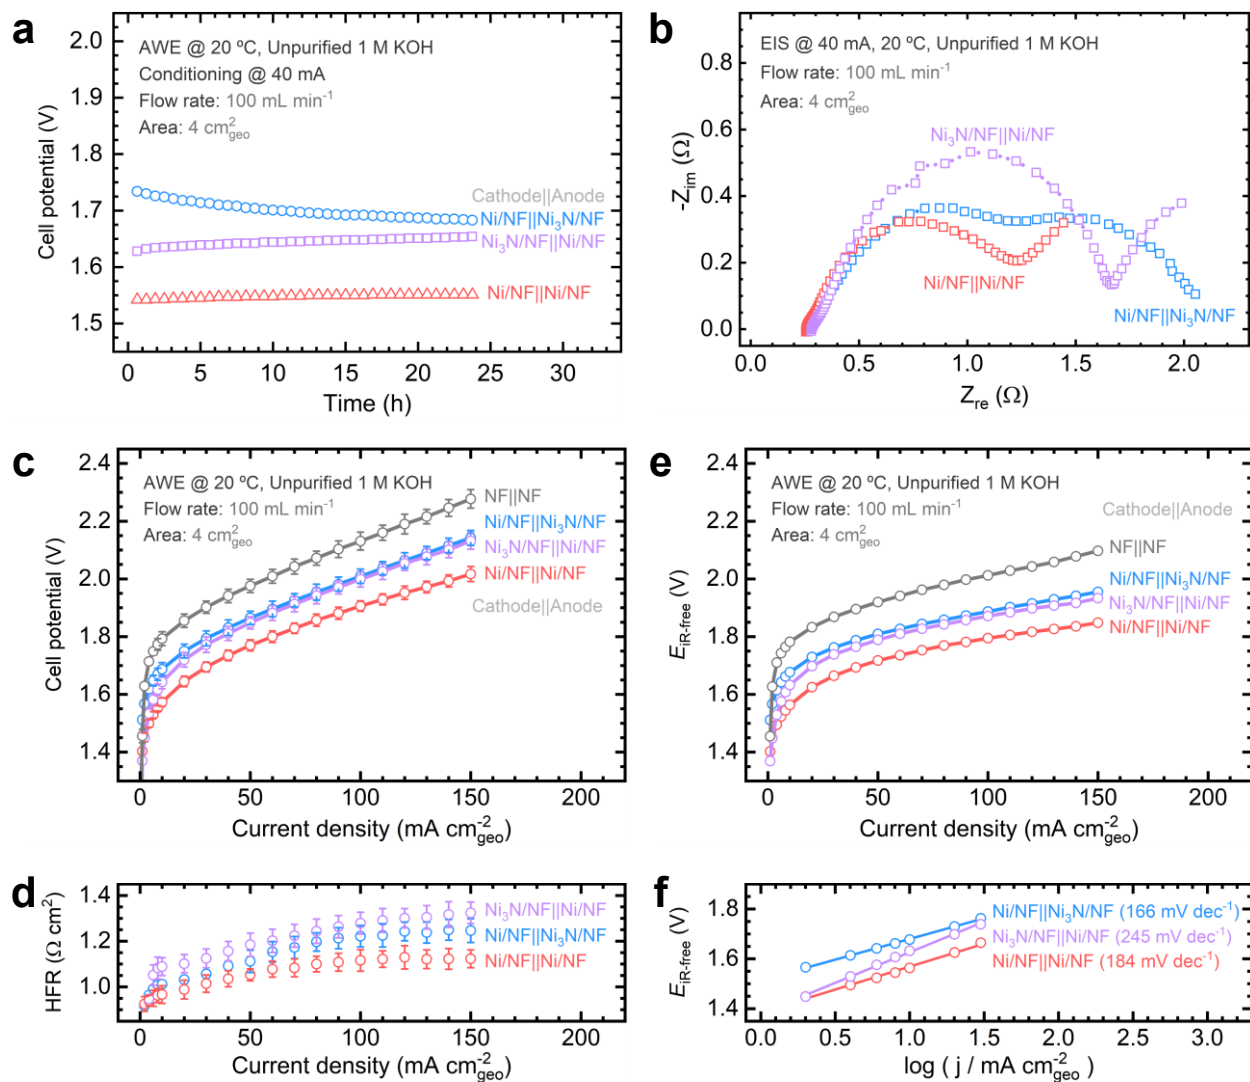 a
AWE @ 20 ºC, Unpurified 1 M KOH
Conditioning @ 40 mA
Flow rate: 100 mL min⁻¹
Area: 4 cm²geo
Cathode||Anode
Ni/NF||Ni₃N/NF
Ni₃N/NF||Ni/NF
Ni/NF||Ni/NF
Cell potential (V)
2.0
1.9
1.8
1.7
1.6
1.5
0 5 10 15 20 25 30
Time (h)
b
EIS @ 40 mA, 20 ºC, Unpurified 1 M KOH
Flow rate: 100 mL min⁻¹
Area: 4 cm²geo
Ni₃N/NF||Ni/NF
Ni/NF||Ni/NF
Ni/NF||Ni₃N/NF
-Zim (Ω)
0.8
0.6
0.4
0.2
0.0
0.0 0.5 1.0 1.5 2.0
Zre (Ω)
c
AWE @ 20 ºC, Unpurified 1 M KOH
Flow rate: 100 mL min⁻¹
Area: 4 cm²geo
NF||NF
Ni/NF||Ni₃N/NF
Ni₃N/NF||Ni/NF
Ni/NF||Ni/NF
Cathode||Anode
Cell potential (V)
2.4
2.2
2.0
1.8
1.6
1.4
0 50 100 150 200
Current density (mA cm⁻²geo)
e
AWE @ 20 ºC, Unpurified 1 M KOH
Flow rate: 100 mL min⁻¹
Area: 4 cm²geo
Cathode||Anode
NF||NF
Ni/NF||Ni₃N/NF
Ni₃N/NF||Ni/NF
Ni/NF||Ni/NF
EiR-free (V)
2.4
2.2
2.0
1.8
1.6
1.4
0 50 100 150 200
Current density (mA cm⁻²geo)
d
Ni₃N/NF||Ni/NF
Ni/NF||Ni₃N/NF
Ni/NF||Ni/NF
HFR (Ω cm²)
1.4
1.2
1.0
0 50 100 150 200
Current density (mA cm⁻²geo)
f
Ni/NF||Ni₃N/NF (166 mV dec⁻¹)
Ni₃N/NF||Ni/NF (245 mV dec⁻¹)
Ni/NF||Ni/NF (184 mV dec⁻¹)
EiR-free (V)
1.8
1.6
1.4
0.0 0.5 1.0 1.5 2.0 2.5 3.0
log ( j / mA cm⁻²geo )